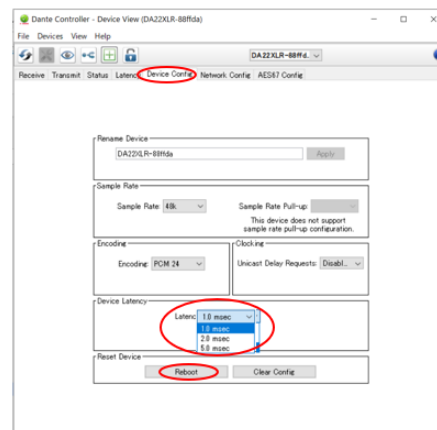 Dante Controller - Device View (DA22XLR-88ffda)
File Devices View Help
DA22XLR-88ffd...
Receive Transmit Status Latency Device Config Network Config AES67 Config
Rename Device
DA22XLR-88ffda Apply
Sample Rate
Sample Rate: 48k Sample Rate Pull-up:
This device does not support
sample rate pull-up configuration.
Encoding Clocking
Encoding: PCM 24 Unicast Delay Requests: Disabl...
Device Latency
Latenc 1.0 msec
1.0 msec
2.0 msec
5.0 msec
Reset Device
Reboot Clear Config